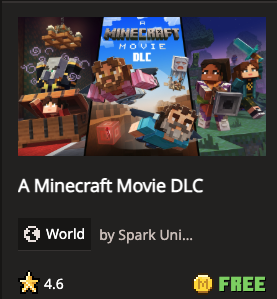 A
MINECRAFT
MOVIE
DLC
A Minecraft Movie DLC
World by Spark Uni...
4.6 FREE